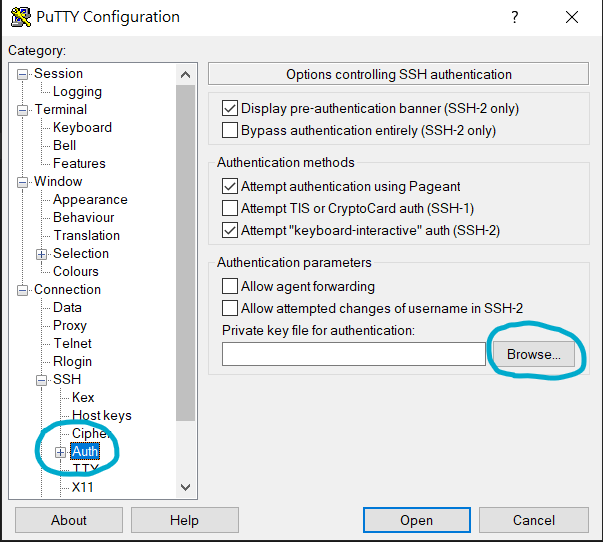 PuTTY Configuration
?
Category:
Session
Logging
Terminal
Keyboard
Bell
Features
Window
Appearance
Behaviour
Translation
Selection
Colours
Connection
Data
Proxy
Telnet
Rlogin
SSH
Kex
Host keys
Cipher
Auth
TTY
X11
Options controlling SSH authentication
Display pre-authentication banner (SSH-2 only)
Bypass authentication entirely (SSH-2 only)
Authentication methods
Attempt authentication using Pageant
Attempt TIS or CryptoCard auth (SSH-1)
Attempt "keyboard-interactive" auth (SSH-2)
Authentication parameters
Allow agent forwarding
Allow attempted changes of username in SSH-2
Private key file for authentication:
Browse...
About
Help
Open
Cancel